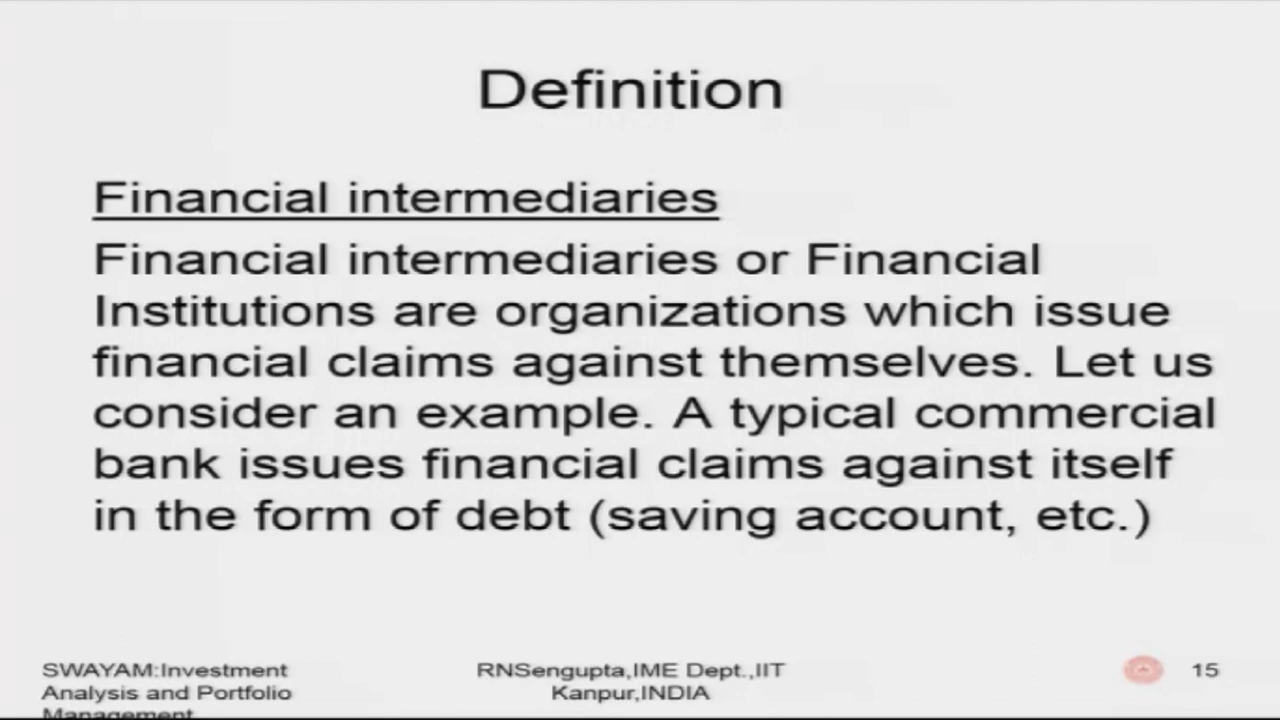 Definition
Financial intermediaries
Financial intermediaries or Financial
Institutions are organizations which issue
financial claims against themselves. Let us
consider an example. A typical commercial
bank issues financial claims against itself
in the form of debt (saving account, etc.)
SWAYAM:Investment
Analysis and Portfolio
Management
RNSengupta,IME Dept.,IIT
Kanpur,INDIA
15